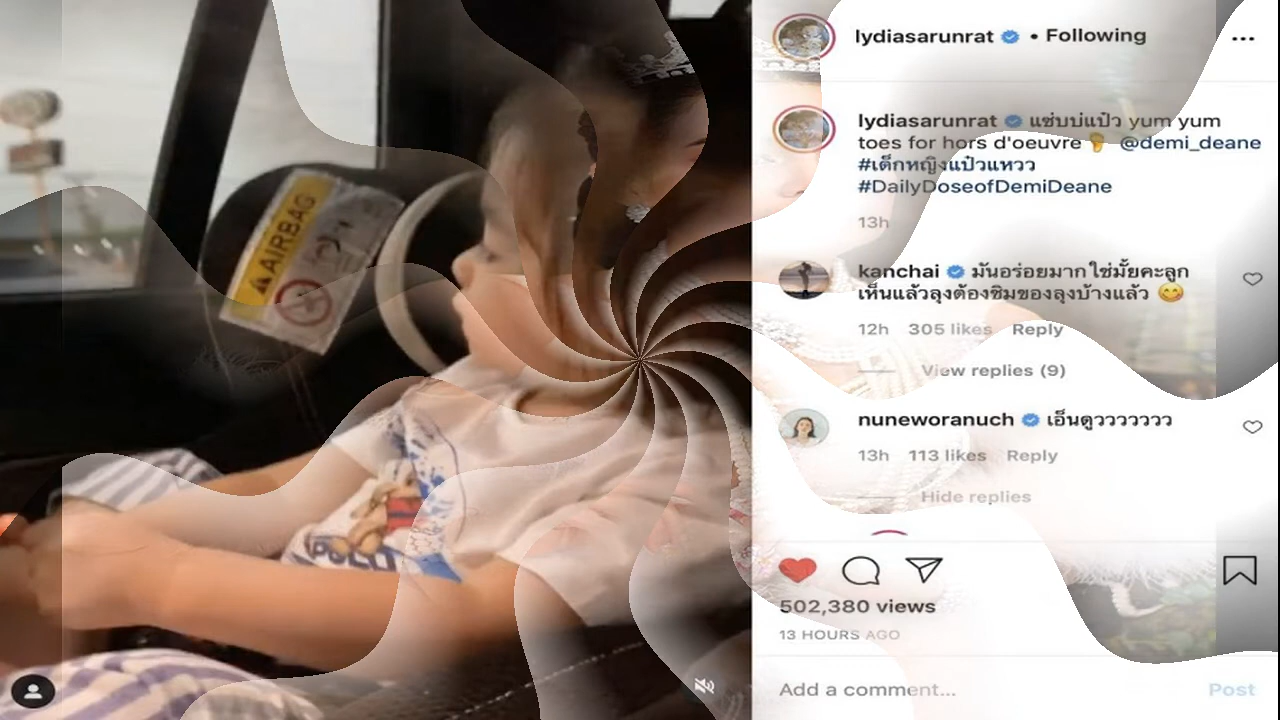 AIRBAG
POLO
lydiasarunrat • Following
lydiasarunrat แซ่บบ่แป๋ว yum yum
toes for hors d'oeuvre @demi_deane
#เด็กหญิงแป๋วแหวว
#DailyDoseofDemiDeane
13h
kanchai มันอร่อยมากใช่มั้ยคะลูก
เห็นแล้วลุงต้องชิมของลุงบ้างแล้ว 😋
12h 305 likes Reply
View replies (9)
nuneworanuch เอ็นดูววววววว
13h 113 likes Reply
Hide replies
502,380 views
13 HOURS AGO
Add a comment... Post